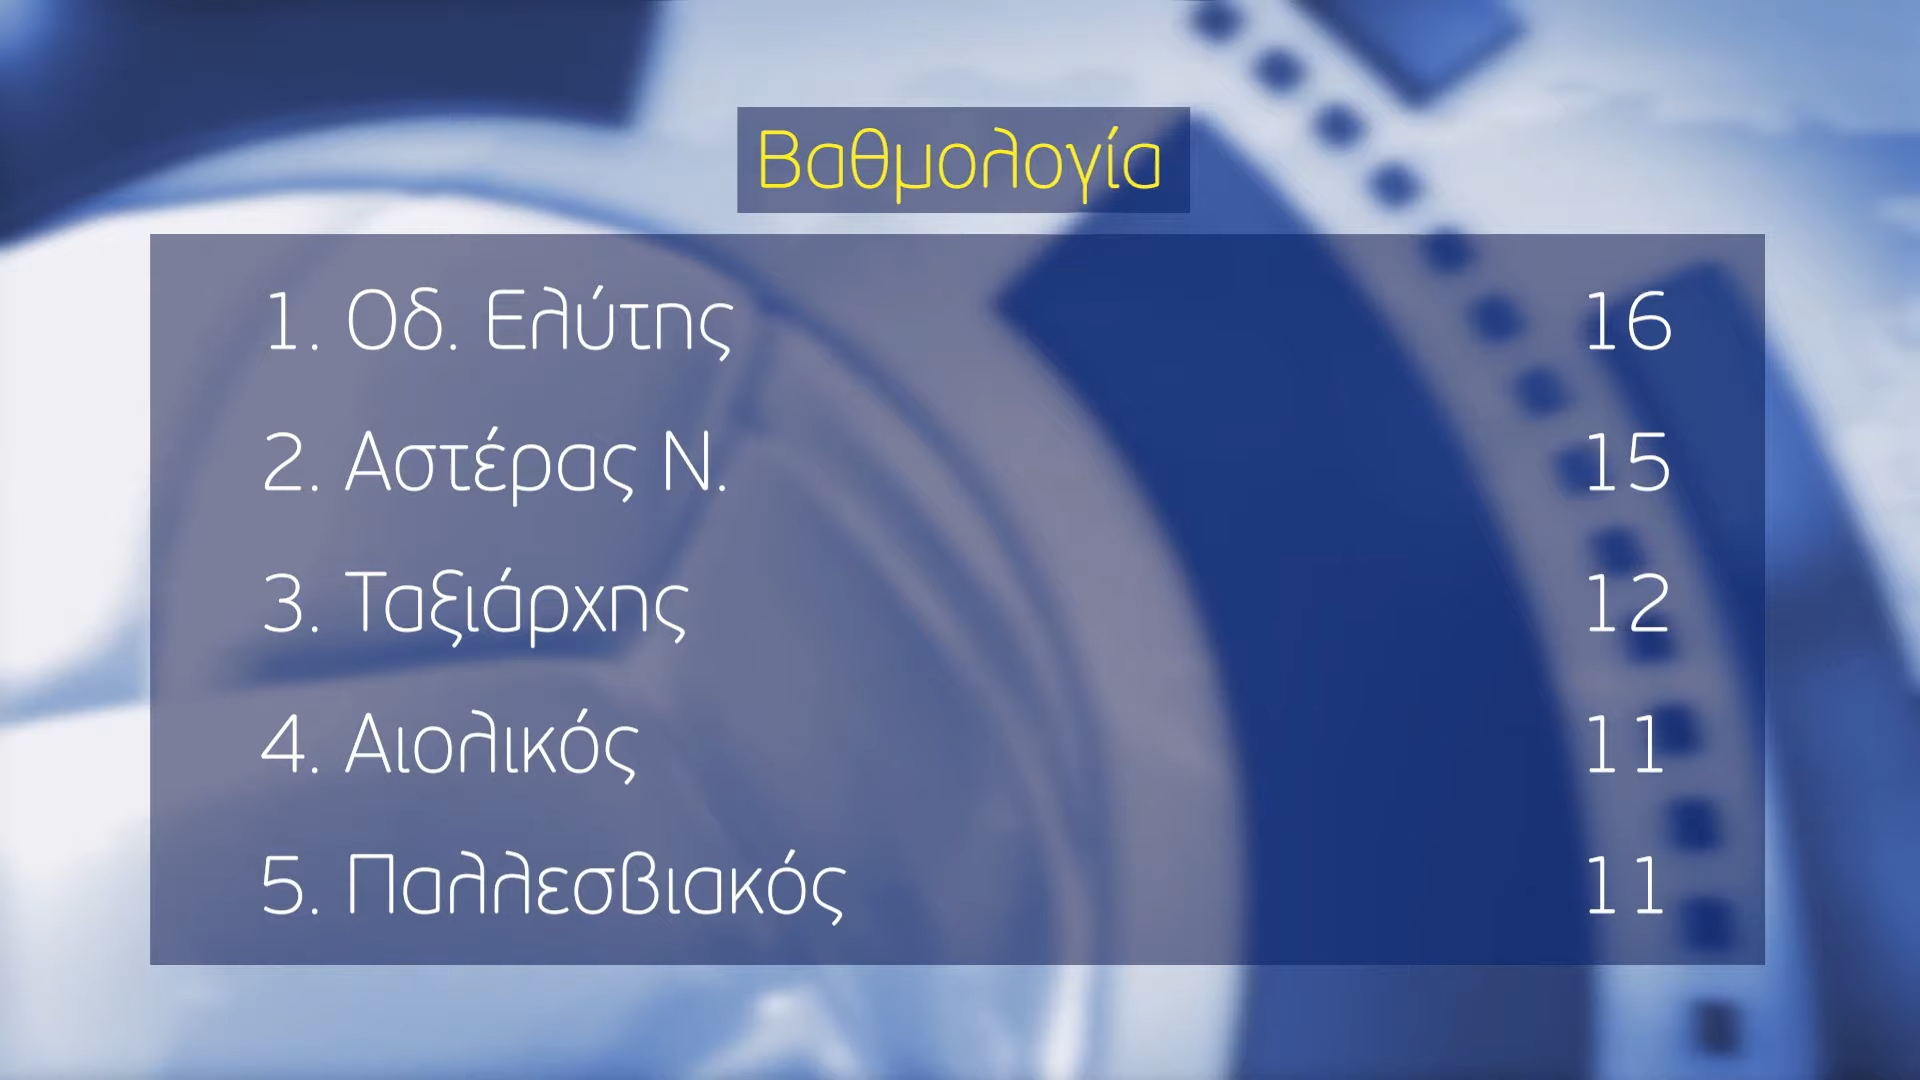 Βαθμολογία
1. Οδ. Ελύτης 16
2. Αστέρας Ν. 15
3. Ταξιάρχης 12
4. Αιολικός 11
5. Παλλεσβιακός 11